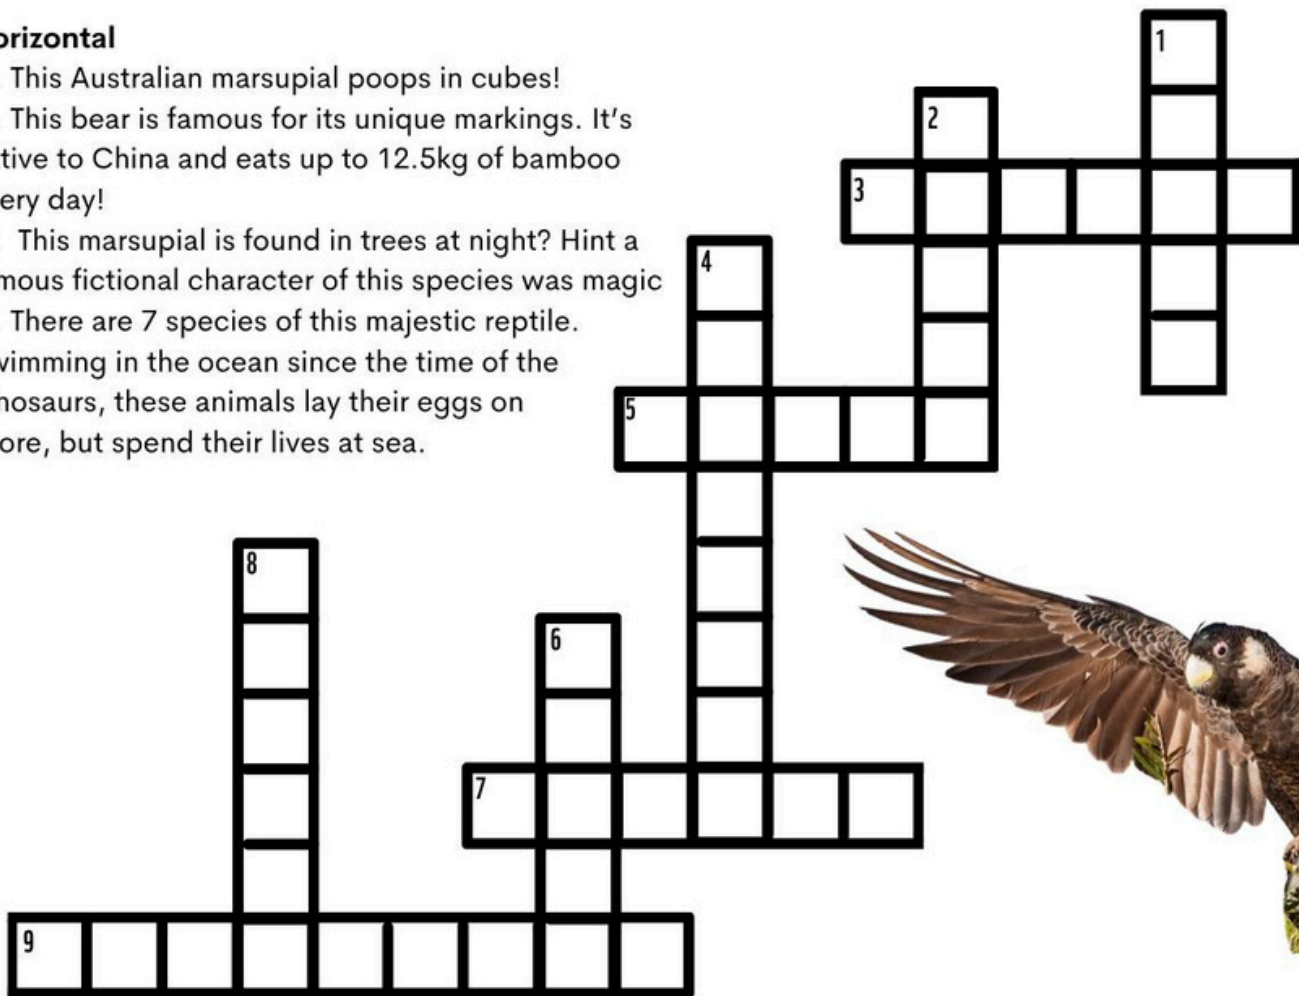 orizontal
This Australian marsupial poops in cubes!
This bear is famous for its unique markings. It's
tive to China and eats up to 12.5kg of bamboo
ery day!
This marsupial is found in trees at night? Hint a
mous fictional character of this species was magic
There are 7 species of this majestic reptile.
wimming in the ocean since the time of the
nosaurs, these animals lay their eggs on
ore, but spend their lives at sea.
1
2
3
4
5
8
6
7
9